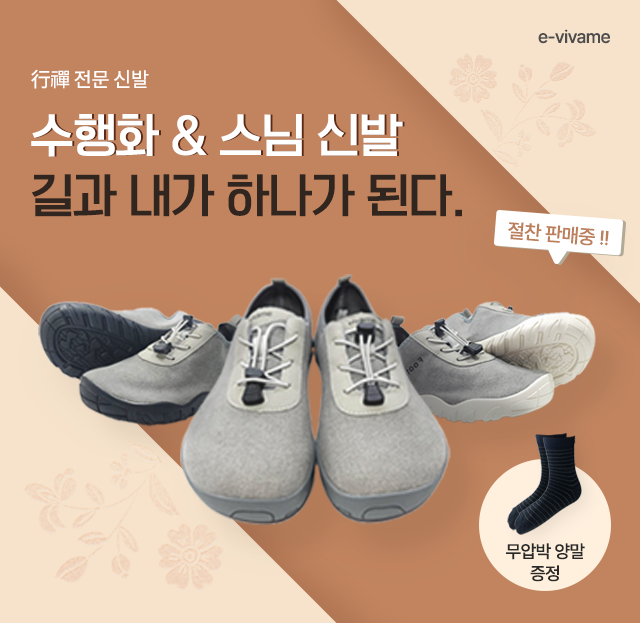 e-vivame
行禪 전문 신발
수행화 & 스님 신발
길과 내가 하나가 된다.
절찬 판매중 !!
무압박 양말
증정